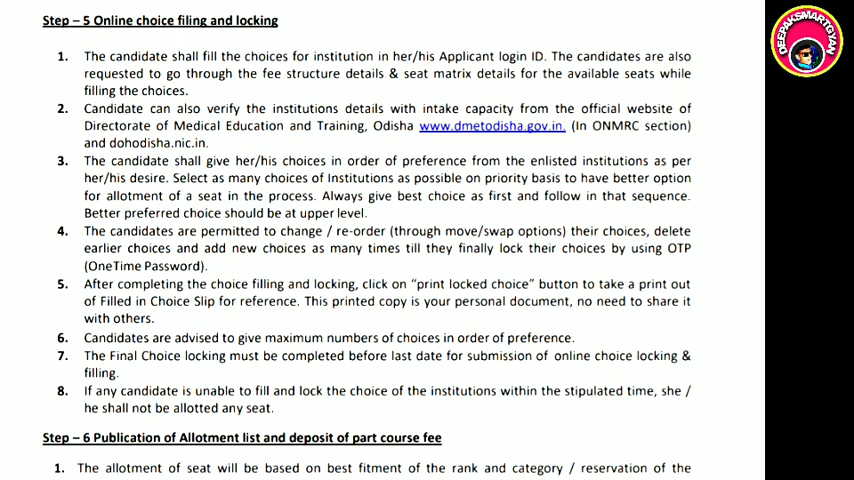 Step – 5 Online choice filing and locking
1. The candidate shall fill the choices for institution in her/his Applicant login ID. The candidates are also
requested to go through the fee structure details & seat matrix details for the available seats while
filling the choices.
2. Candidate can also verify the institutions details with intake capacity from the official website of
Directorate of Medical Education and Training, Odisha www.dmetodisha.gov.in. (In ONMRC section)
and dohodisha.nic.in.
3. The candidate shall give her/his choices in order of preference from the enlisted institutions as per
her/his desire. Select as many choices of Institutions as possible on priority basis to have better option
for allotment of a seat in the process. Always give best choice as first and follow in that sequence.
Better preferred choice should be at upper level.
4. The candidates are permitted to change / re-order (through move/swap options) their choices, delete
earlier choices and add new choices as many times till they finally lock their choices by using OTP
(OneTime Password).
5. After completing the choice filling and locking, click on “print locked choice” button to take a print out
of Filled in Choice Slip for reference. This printed copy is your personal document, no need to share it
with others.
6. Candidates are advised to give maximum numbers of choices in order of preference.
7. The Final Choice locking must be completed before last date for submission of online choice locking &
filling.
8. If any candidate is unable to fill and lock the choice of the institutions within the stipulated time, she /
he shall not be allotted any seat.
Step – 6 Publication of Allotment list and deposit of part course fee
1. The allotment of seat will be based on best fitment of the rank and category / reservation of the
DEEPAKSMARTGYAN